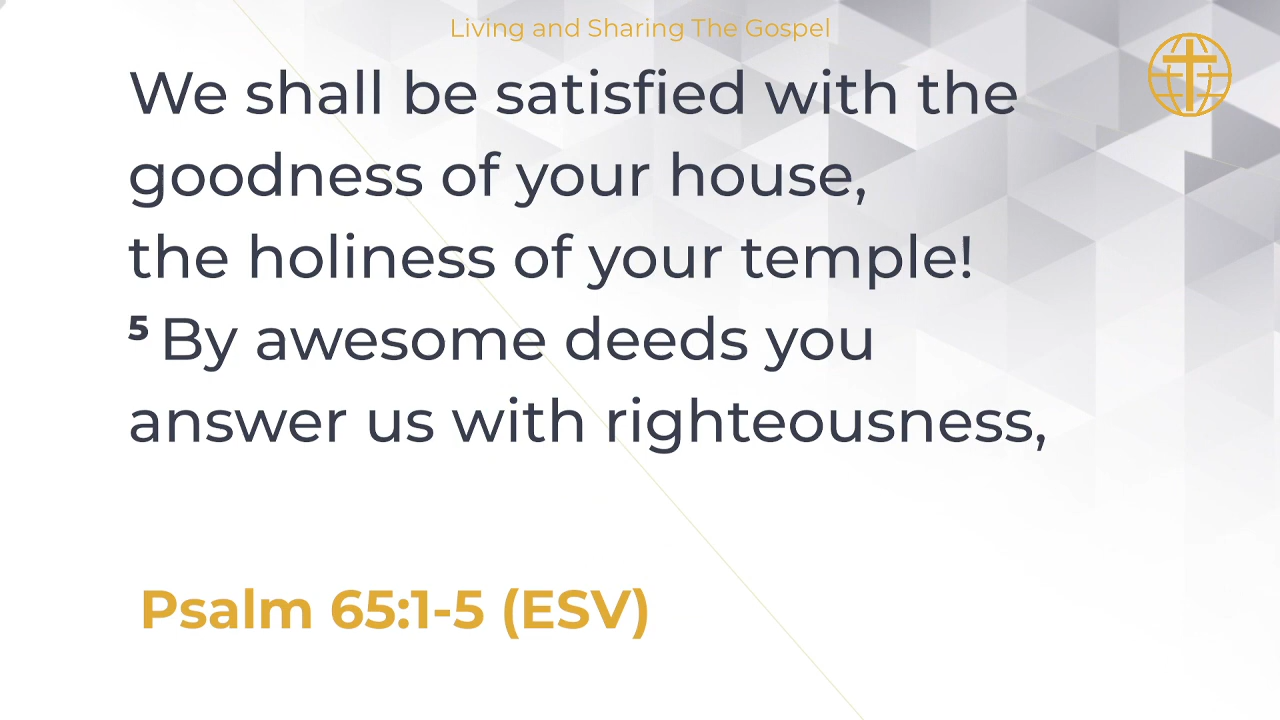 Living and Sharing The Gospel
We shall be satisfied with the
goodness of your house,
the holiness of your temple!
5 By awesome deeds you
answer us with righteousness,
Psalm 65:1-5 (ESV)